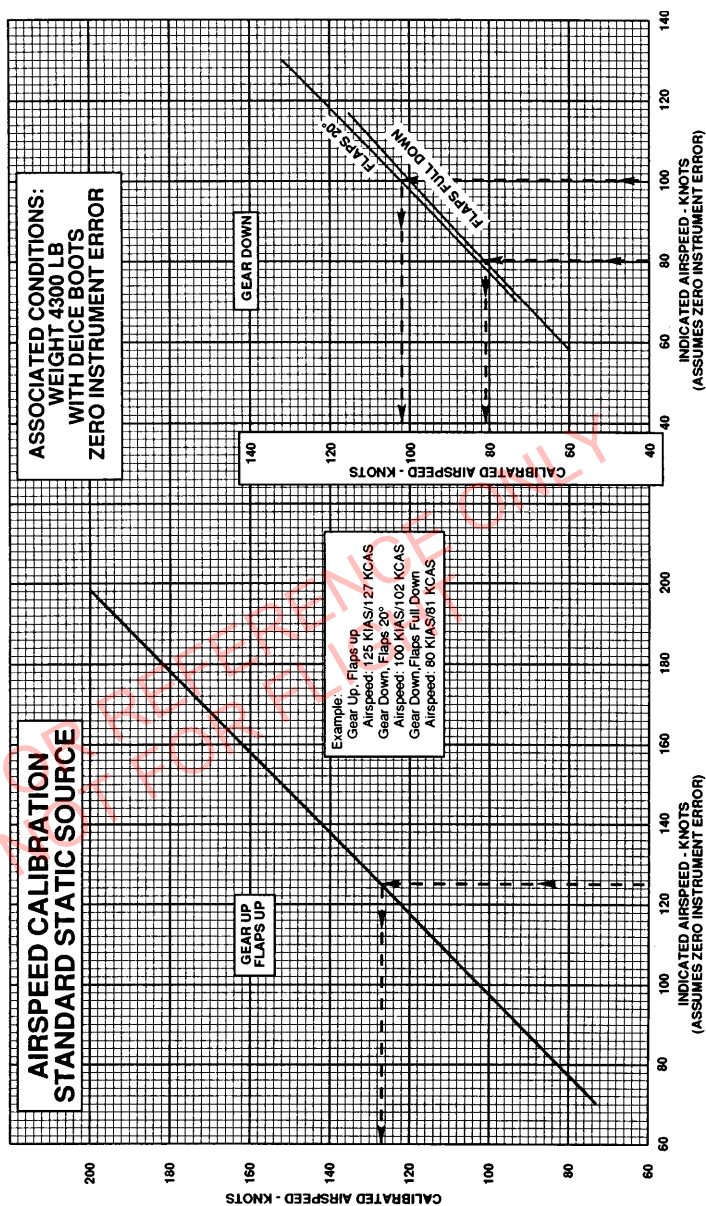 AIRSPEED CALIBRATION
STANDARD STATIC SOURCE
ASSOCIATED CONDITIONS:
WEIGHT 4300 LB
WITH DEICE BOOTS
ZERO INSTRUMENT ERROR
GEAR UP
FLAPS UP
Example:
Gear Up, Flaps up
Airspeed: 125 KIAS/127 KCAS
Gear Down, Flaps 20°
Airspeed: 100 KIAS/102 KCAS
Gear Down,Flaps Full Down
Airspeed: 80 KIAS/81 KCAS
CALIBRATED AIRSPEED - KNOTS
200
180
160
140
120
100
80
60
60
80
100
120
140
160
180
200
INDICATED AIRSPEED - KNOTS
(ASSUMES ZERO INSTRUMENT ERROR)
GEAR DOWN
FLAPS 20°
FLAPS FULL DOWN
CALIBRATED AIRSPEED - KNOTS
140
120
100
80
60
40
40
60
80
100
120
140
INDICATED AIRSPEED - KNOTS
(ASSUMES ZERO INSTRUMENT ERROR)
OR REFERENCE ONLY
NOT FOR FLIGHT